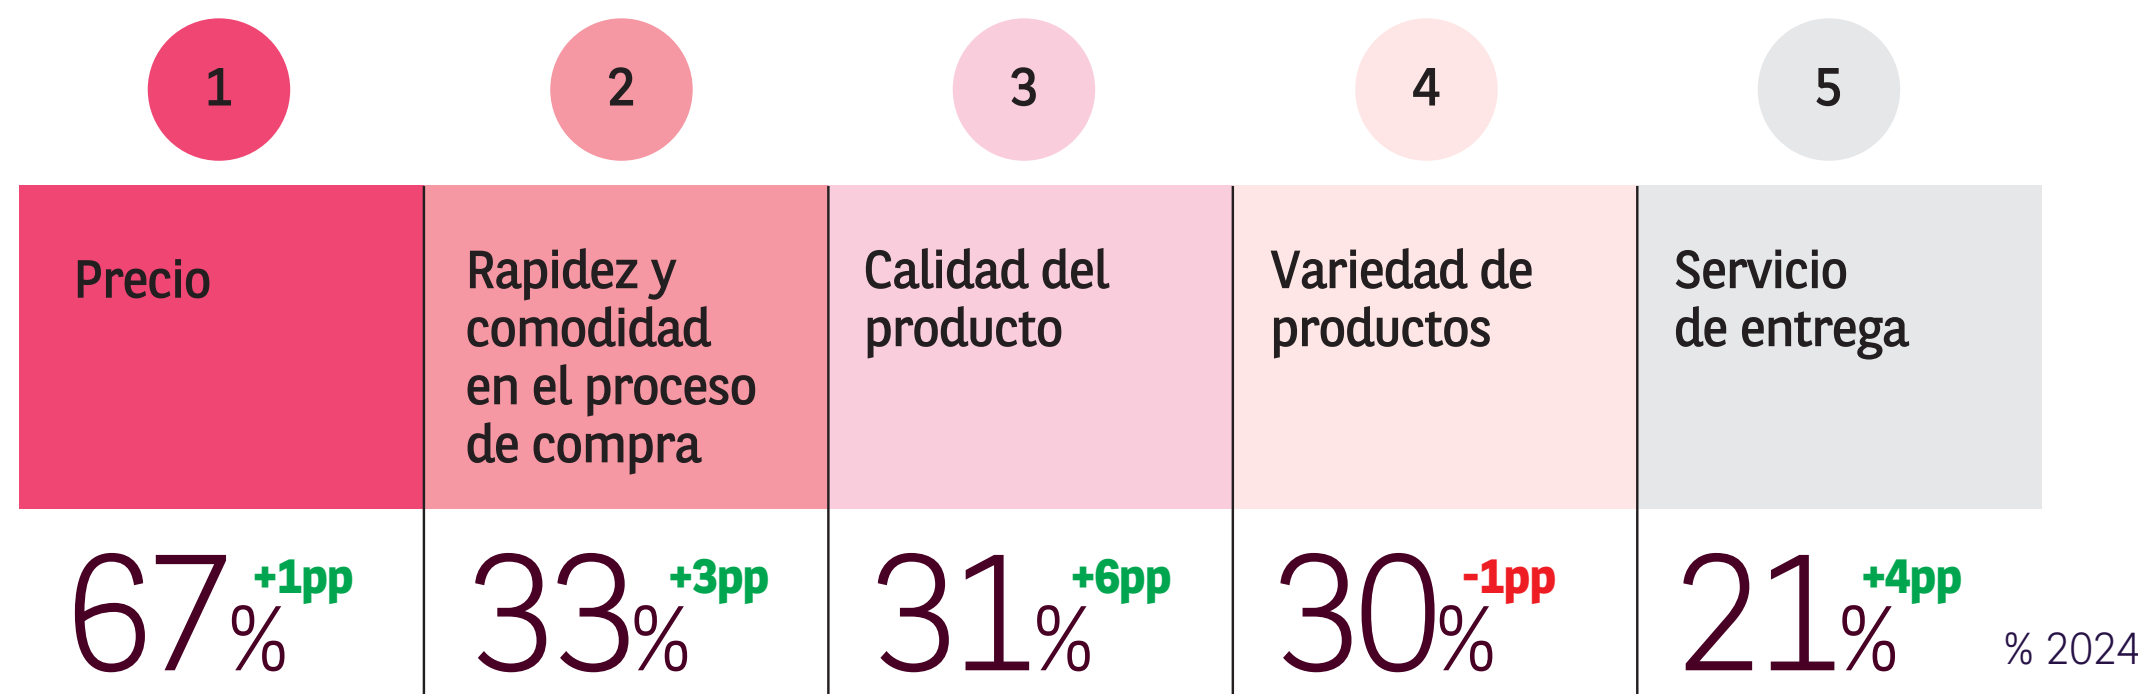 1
2
3
4
5
Precio
Rapidez y
comodidad
en el proceso
de compra
Calidad del
producto
Variedad de
productos
Servicio
de entrega
67% +1pp
33% +3pp
31% +6pp
30% -1pp
21% +4pp
% 2024